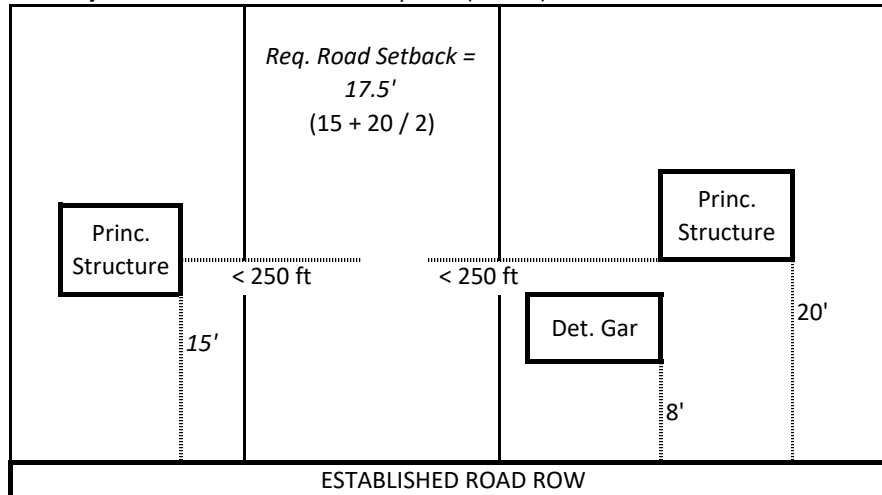 Req. Road Setback =
17.5'
(15 + 20 / 2)
Princ.
Structure
Princ.
Structure
< 250 ft
< 250 ft
Det. Gar
20'
15'
8'
ESTABLISHED ROAD ROW